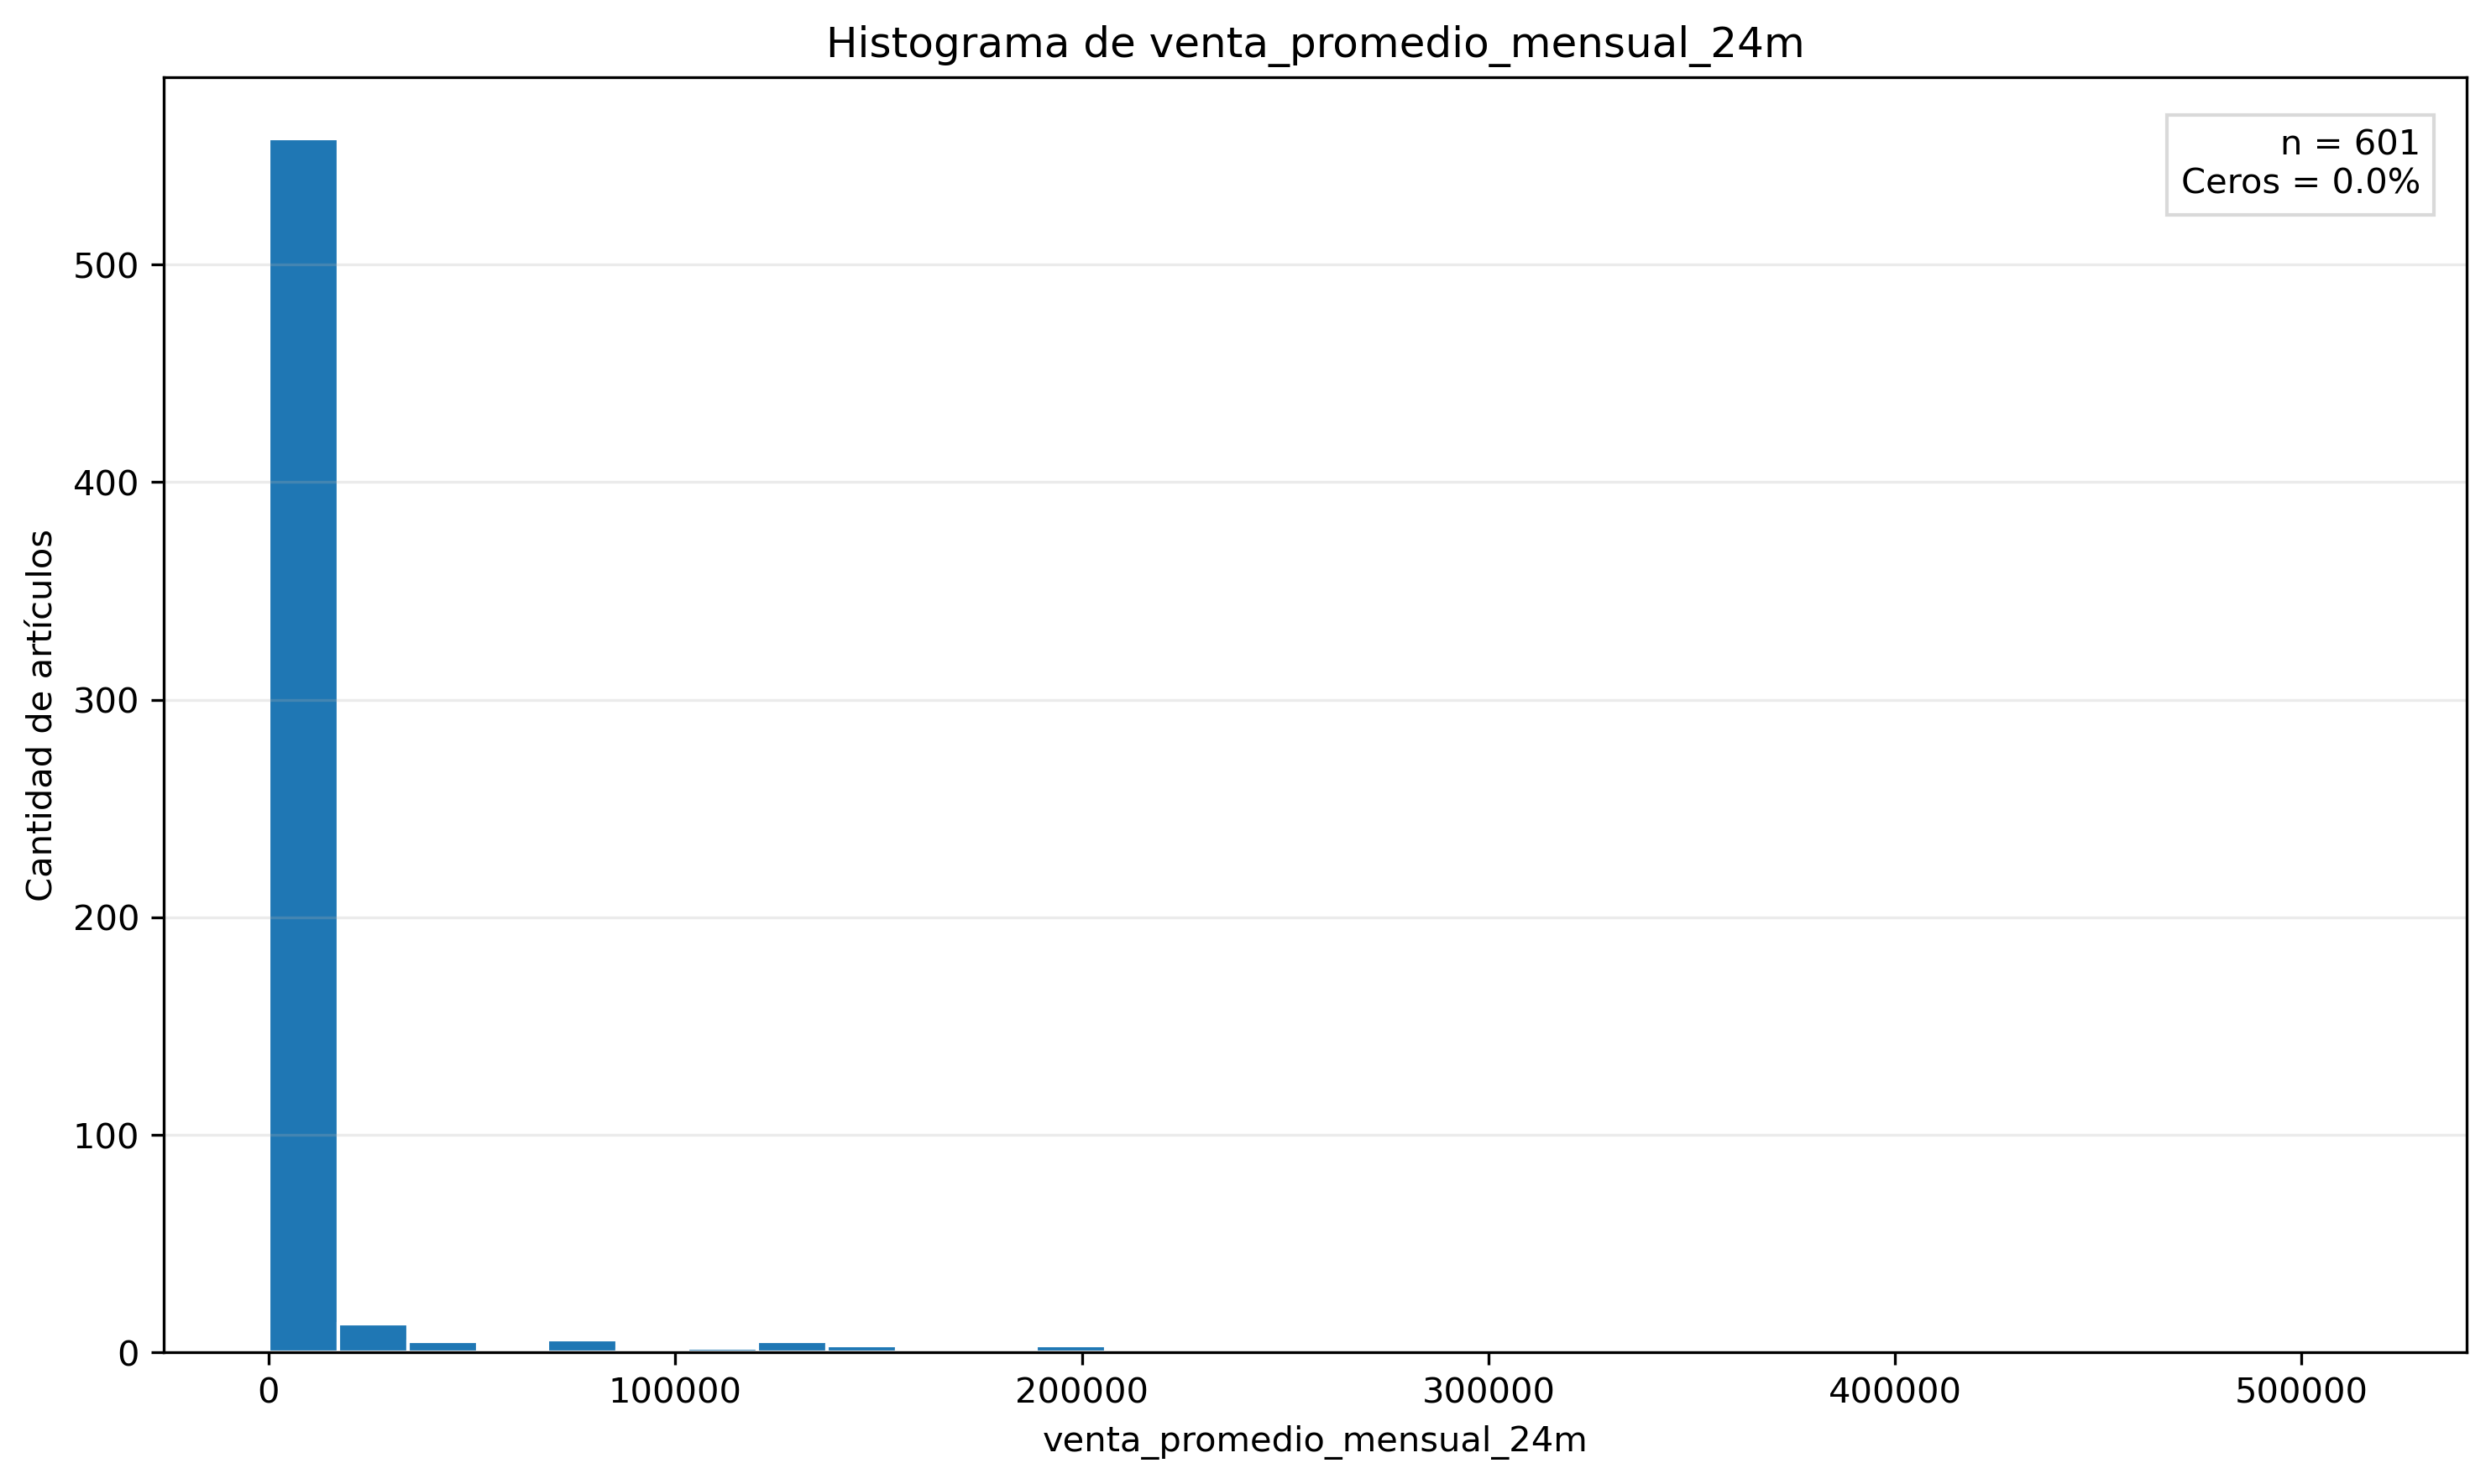 Histograma de venta_promedio_mensual_24m
n = 601
Ceros = 0.0%
Cantidad de artículos
500
400
300
200
100
0
0 100000 200000 300000 400000 500000
venta_promedio_mensual_24m